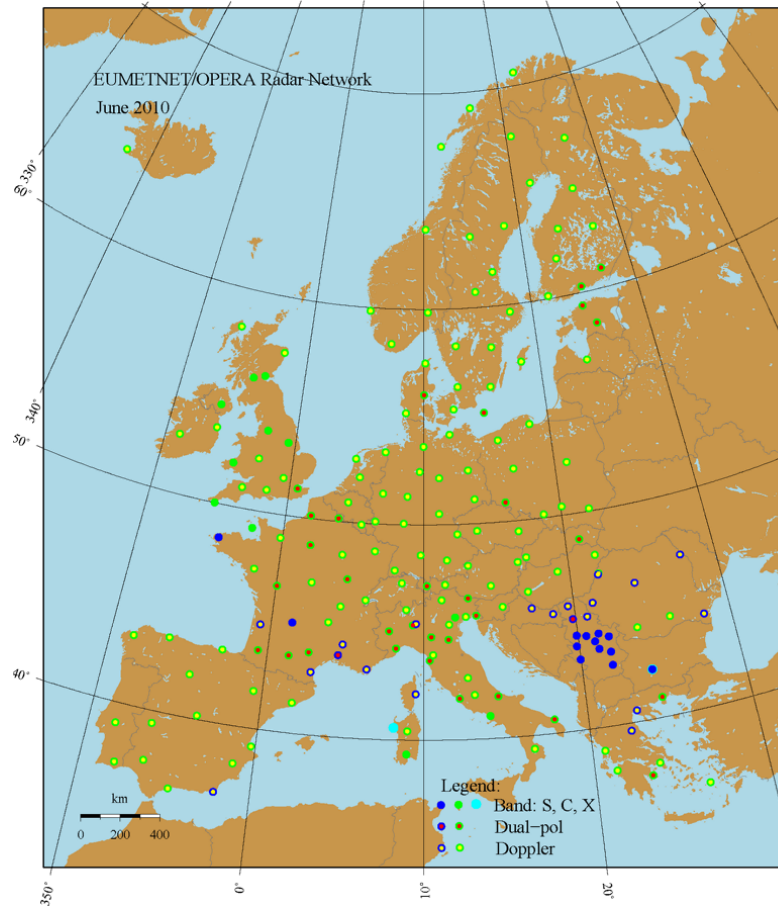 EUMETNET/OPERA Radar Network
June 2010
330°
60°
340°
50°
40°
Legend:
km
Band: S, C, X
0 200 400
Dual-pol
Doppler
350°
0°
10°
20°